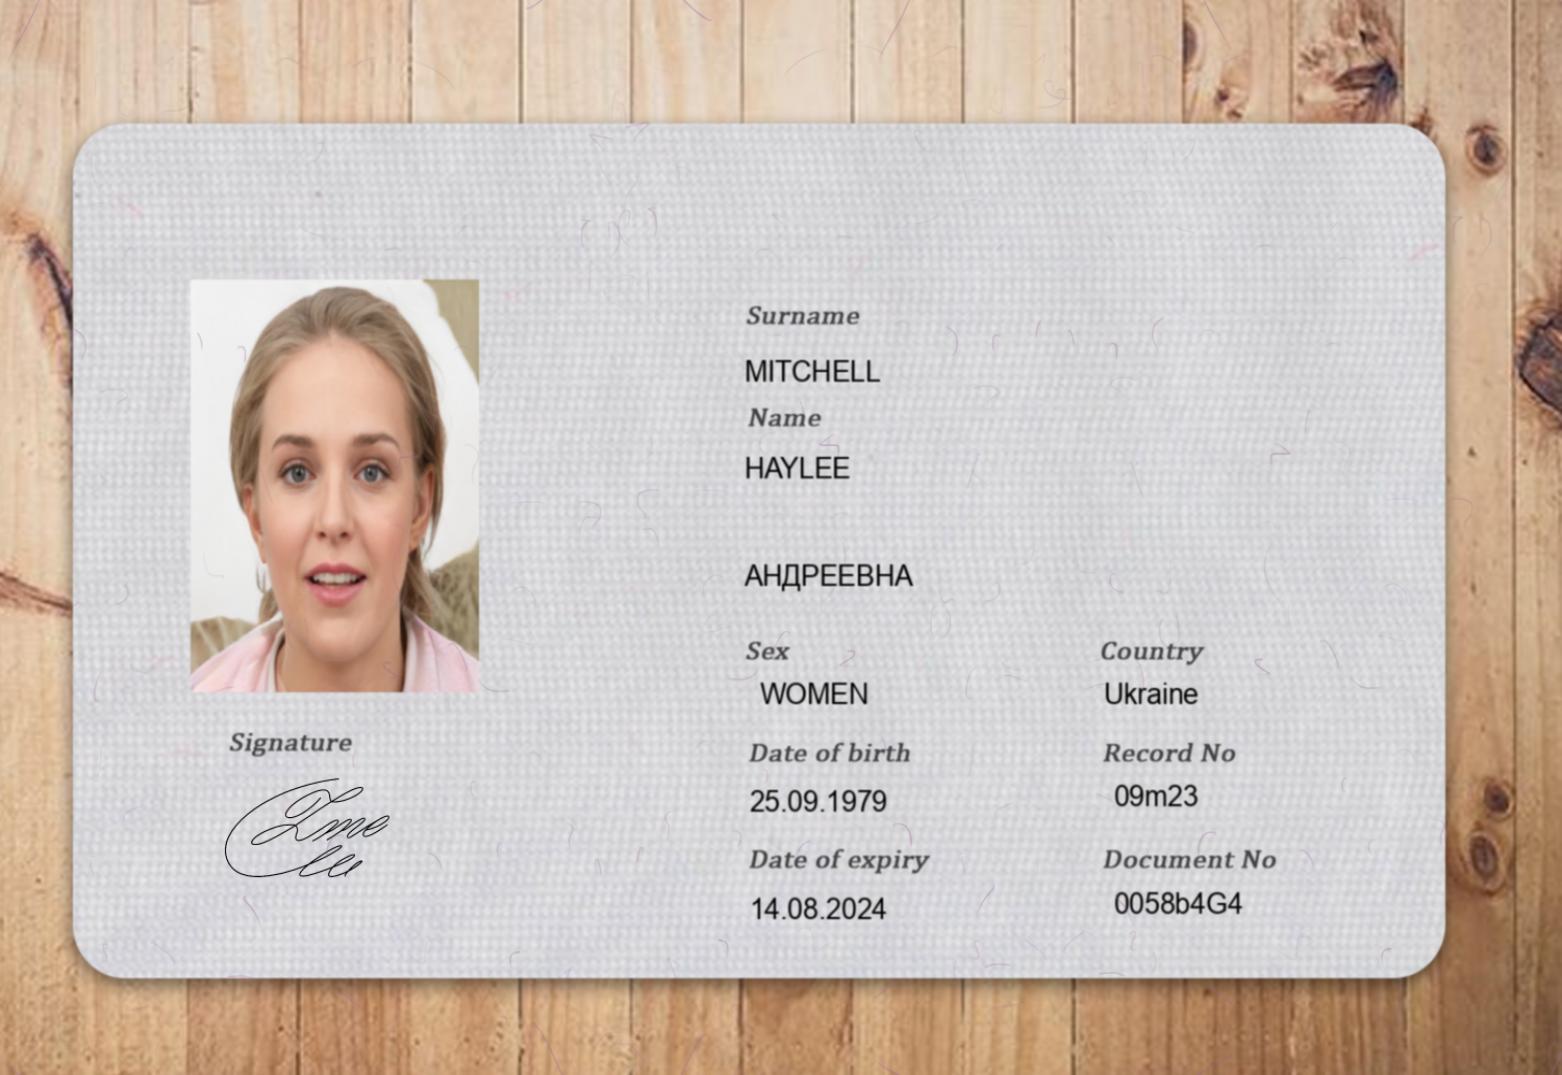 Surname
MITCHELL
Name
HAYLEE
АНДРЕЕВНА
Sex
Country
WOMEN
Ukraine
Date of birth
Record No
25.09.1979
09m23
Date of expiry
Document No
14.08.2024
0058b4G4
Signature